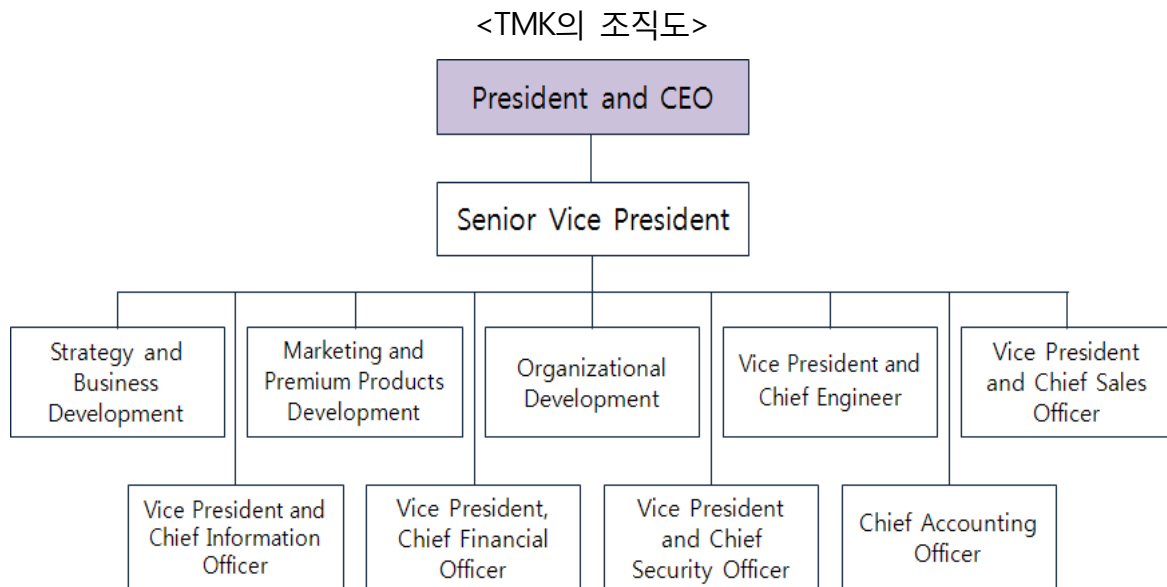 <TMK의 조직도>
President and CEO
Senior Vice President
Strategy and
Business
Development
Marketing and
Premium Products
Development
Organizational
Development
Vice President and
Chief Engineer
Vice President
and Chief Sales
Officer
Vice President and
Chief Information
Officer
Vice President,
Chief Financial
Officer
Vice President
and Chief
Security Officer
Chief Accounting
Officer